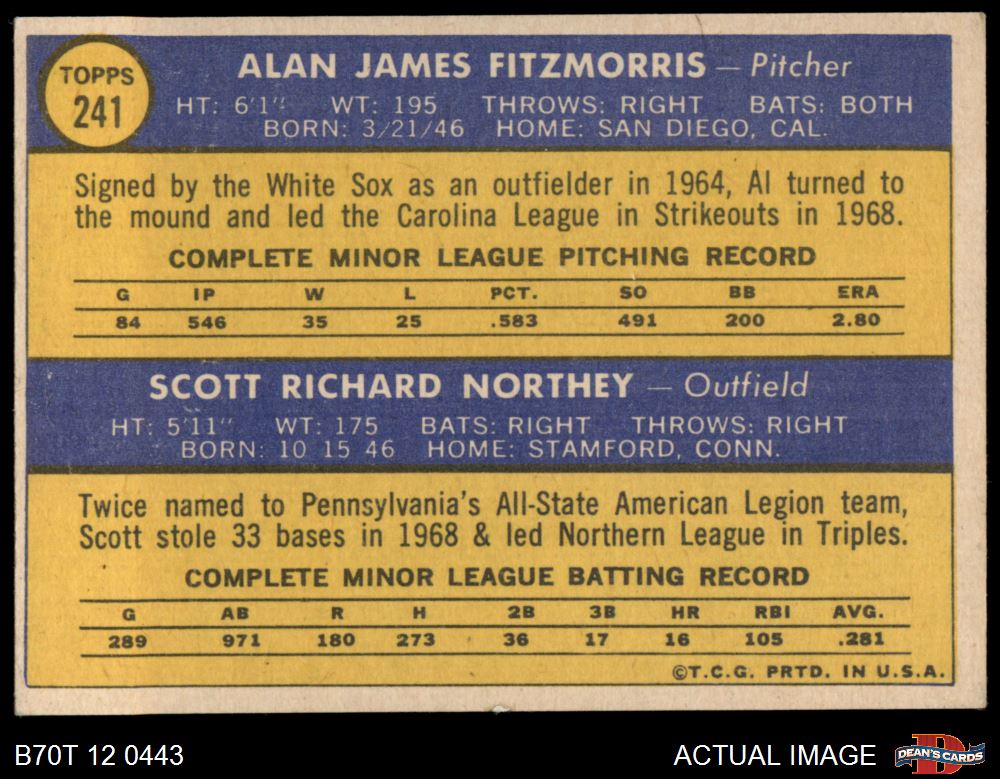 TOPPS
241
ALAN JAMES FITZMORRIS — Pitcher
HT: 6'1" WT: 195 THROWS: RIGHT BATS: BOTH
BORN: 3/21/46 HOME: SAN DIEGO, CAL.
Signed by the White Sox as an outfielder in 1964, Al turned to
the mound and led the Carolina League in Strikeouts in 1968.
COMPLETE MINOR LEAGUE PITCHING RECORD
G IP W L PCT. SO BB ERA
84 546 35 25 .583 491 200 2.80
SCOTT RICHARD NORTHEY — Outfield
HT: 5'11" WT: 175 BATS: RIGHT THROWS: RIGHT
BORN: 10 15 46 HOME: STAMFORD, CONN.
Twice named to Pennsylvania's All-State American Legion team,
Scott stole 33 bases in 1968 & led Northern League in Triples.
COMPLETE MINOR LEAGUE BATTING RECORD
G AB R H 2B 3B HR RBI AVG.
289 971 180 273 36 17 16 105 .281
©T.C.G. PRTD. IN U.S.A.
B70T 12 0443 ACTUAL IMAGE DEAN'S CARDS